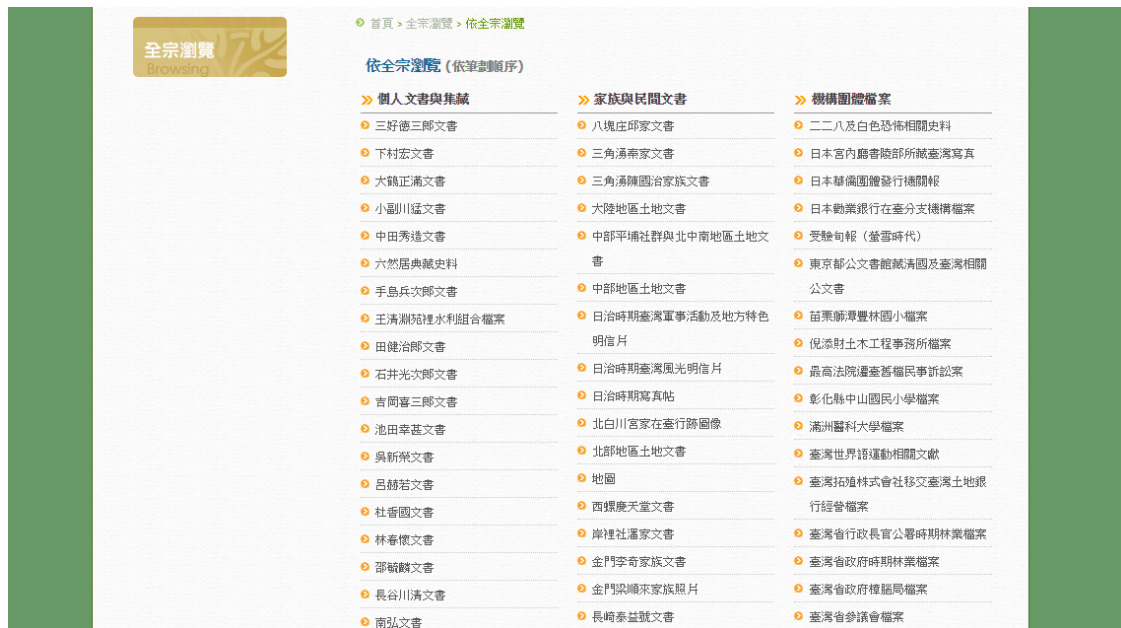 全宗瀏覽
Browsing
首頁 › 全宗瀏覽 › 依全宗瀏覽
依全宗瀏覽 (依筆劃順序)
個人文書與集藏
三好德三郎文書
下村宏文書
大鶴正滿文書
小副川猛文書
中田秀造文書
六然居典藏史料
手島兵次郎文書
王清淵苑裡水利組合檔案
田健治郎文書
石井光次郎文書
吉岡喜三郎文書
池田幸甚文書
吳新榮文書
呂赫若文書
杜香國文書
林春懷文書
邵毓麟文書
長谷川清文書
南弘文書
家族與民間文書
八塊庄邱家文書
三角湧秦家文書
三角湧陳國治家族文書
大陸地區土地文書
中部平埔社群與北中南地區土地文
書
中部地區土地文書
日治時期臺灣軍事活動及地方特色
明信片
日治時期臺灣風光明信片
日治時期寫真帖
北白川宮家在臺行跡圖像
北部地區土地文書
地圖
西螺慶天堂文書
岸裡社潘家文書
金門李奇家族文書
金門梁順來家族照片
長崎泰益號文書
機構團體檔案
二二八及白色恐怖相關史料
日本宮內廳書陵部所藏臺灣寫真
日本華僑團體發行機關報
日本勸業銀行在臺分支機構檔案
受驗旬報（螢雪時代）
東京都公文書館藏清國及臺灣相關
公文書
苗栗獅潭豐林國小檔案
倪添財土木工程事務所檔案
最高法院遷臺舊檔民事訴訟案
彰化縣中山國民小學檔案
滿洲醫科大學檔案
臺灣世界語運動相關文獻
臺灣拓殖株式會社移交臺灣土地銀
行經營檔案
臺灣省行政長官公署時期林業檔案
臺灣省政府時期林業檔案
臺灣省政府樟腦局檔案
臺灣省參議會檔案